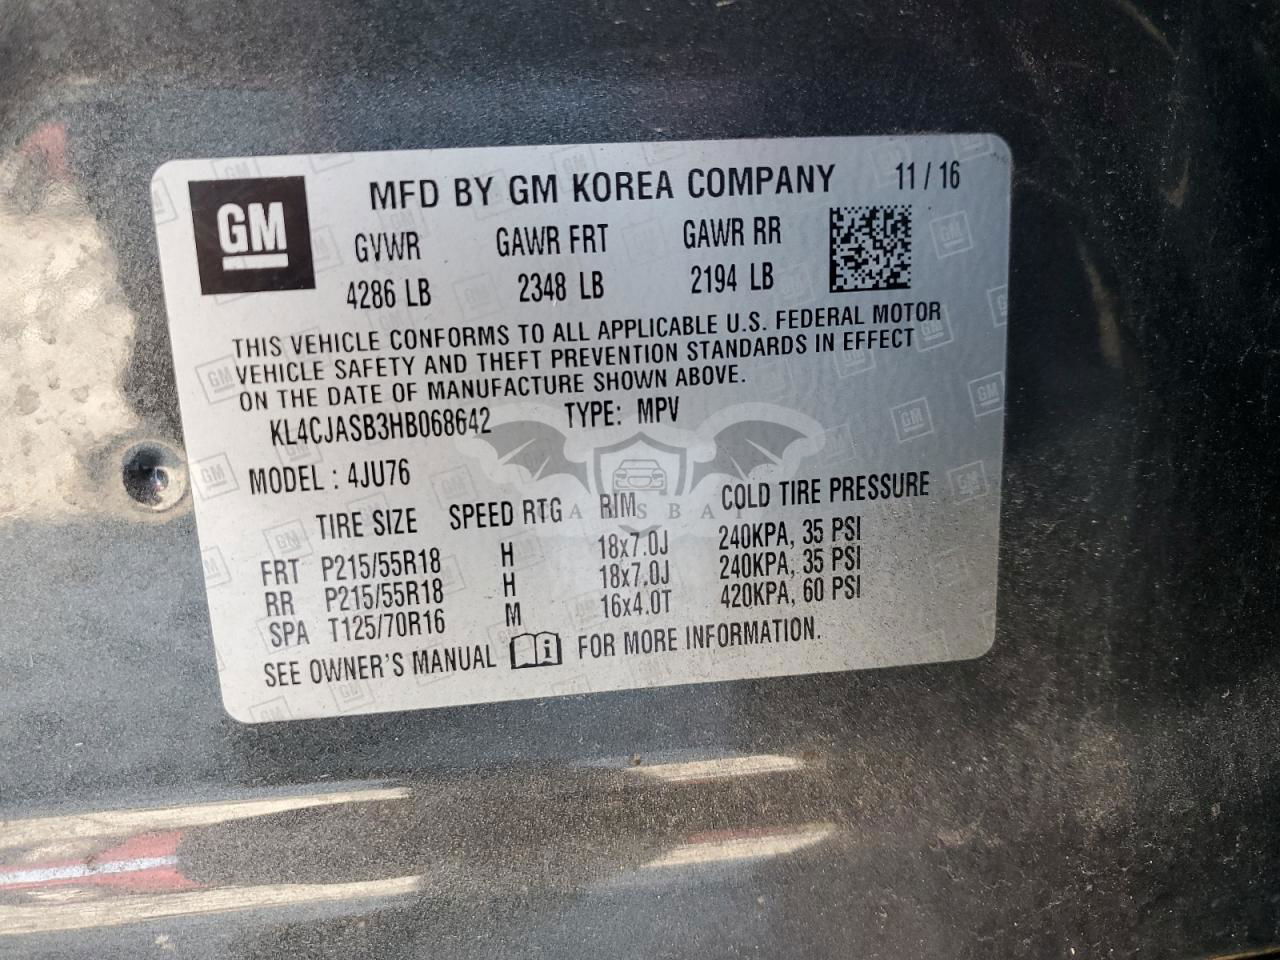 GM
MFD BY GM KOREA COMPANY 11 / 16
GVWR GAWR FRT GAWR RR
4286 LB 2348 LB 2194 LB
THIS VEHICLE CONFORMS TO ALL APPLICABLE U.S. FEDERAL MOTOR
VEHICLE SAFETY AND THEFT PREVENTION STANDARDS IN EFFECT
ON THE DATE OF MANUFACTURE SHOWN ABOVE.
KL4CJASB3HB068642 TYPE: MPV
MODEL : 4JU76
TIRE SIZE SPEED RTG RIM COLD TIRE PRESSURE
FRT P215/55R18 H 18x7.0J 240KPA, 35 PSI
RR P215/55R18 H 18x7.0J 240KPA, 35 PSI
SPA T125/70R16 M 16x4.0T 420KPA, 60 PSI
SEE OWNER'S MANUAL i FOR MORE INFORMATION.